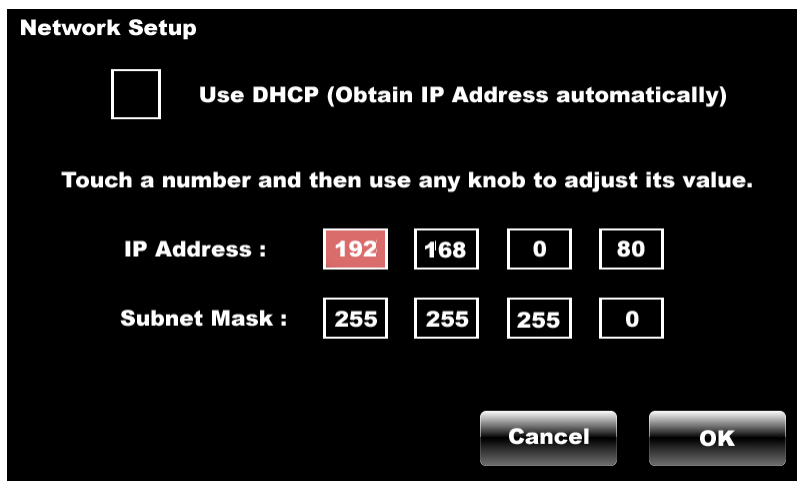 Network Setup
Use DHCP (Obtain IP Address automatically)
Touch a number and then use any knob to adjust its value.
IP Address : 192 168 0 80
Subnet Mask : 255 255 255 0
Cancel OK